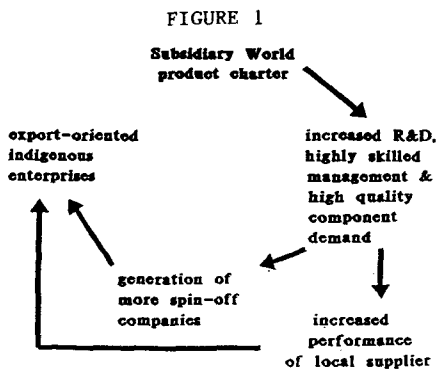 FIGURE 1
Subsidiary World
product charter
export-oriented
indigenous
enterprises
increased R&D,
highly skilled
management &
high quality
component
demand
generation of
more spin-off
companies
increased
performance
of local supplier